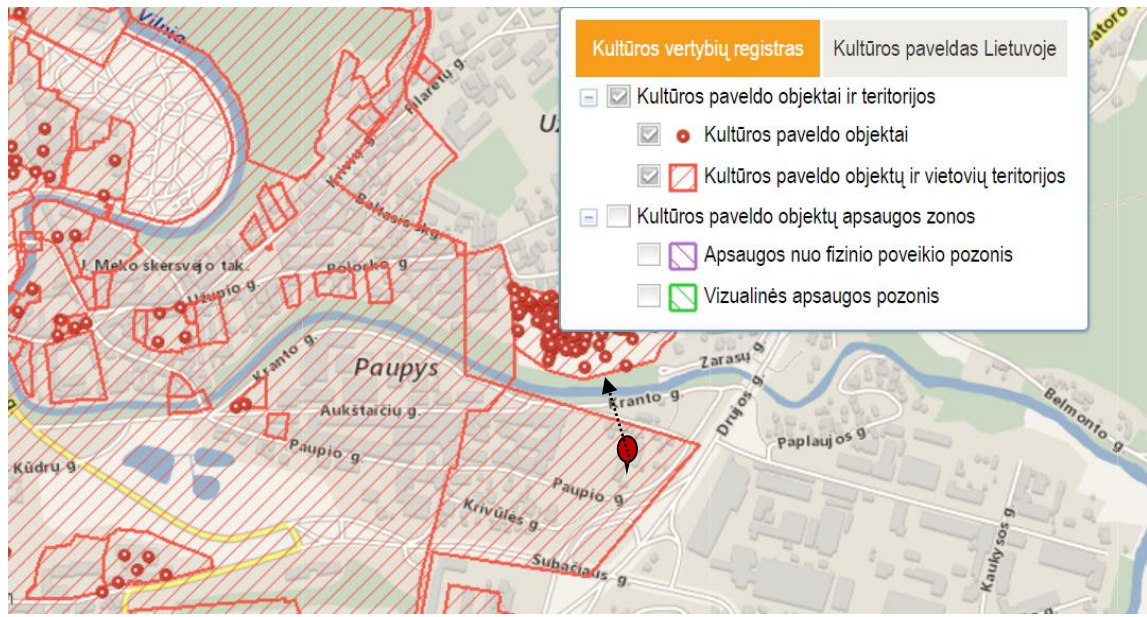 Vilnia
Kultūros vertybių registras
Kultūros paveldas Lietuvoje
Kultūros paveldo objektai ir teritorijos
Kultūros paveldo objektai
Kultūros paveldo objektų ir vietovių teritorijos
Kultūros paveldo objektų apsaugos zonos
Apsaugos nuo fizinio poveikio pozonis
Vizualinės apsaugos pozonis
Filaretų g.
Už
Krivių g.
Baltasis skg.
J. Meko skersvėjo tak.
Polocko g
Užupio g.
Kranto g.
Paupys
Zarasų g.
Kranto g.
Drujos g.
Belmonto g.
Aukštaičių g.
Paplaujos g.
Paupio g.
Kūdrų g.
Paupio g
Krivūlės g.
Subačiaus g.
Kaukysos g.